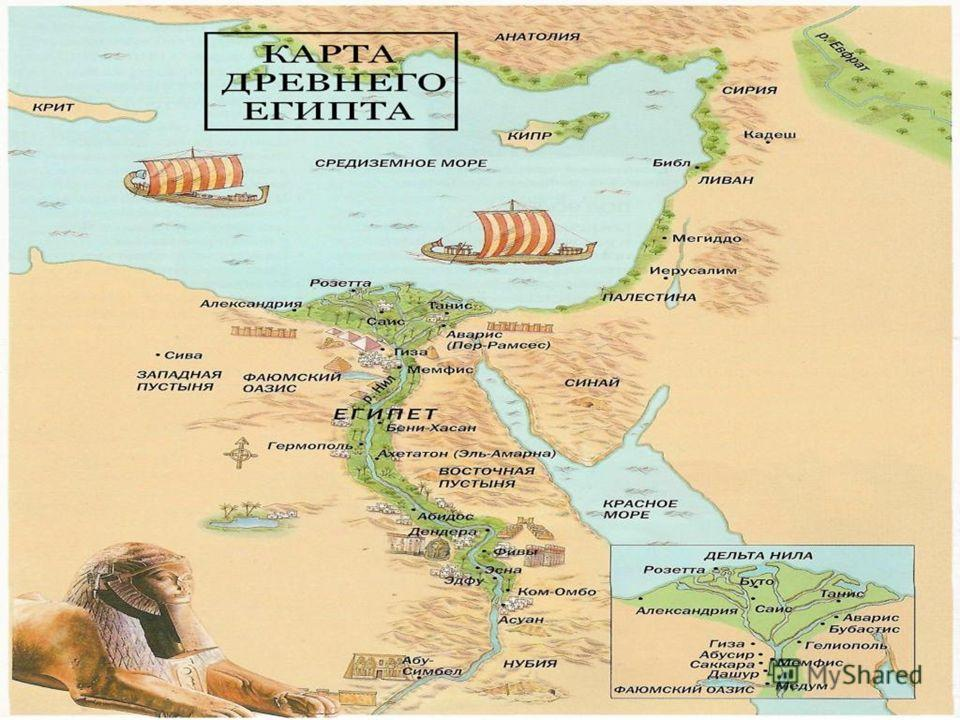 КАРТА
ДРЕВНЕГО
ЕГИПТА
АНАТОЛИЯ
р. Евфрат
СИРИЯ
КРИТ
КИПР
Кадеш
СРЕДИЗЕМНОЕ МОРЕ
Библ
ЛИВАН
Мегиддо
Иерусалим
ПАЛЕСТИНА
Розетта
Александрия
Танис
Саис
Аварис
(Пер-Рамсес)
Гиза
Сива
Мемфис
ЗАПАДНАЯ
ПУСТЫНЯ
ФАЮМСКИЙ
ОАЗИС
р. Нил
СИНАЙ
ЕГИПЕТ
Бени-Хасан
Гермополь
Ахетатон (Эль-Амарна)
ВОСТОЧНАЯ
ПУСТЫНЯ
КРАСНОЕ
МОРЕ
Абидос
Дендера
Фивы
Эсна
Эдфу
Ком-Омбо
Асуан
Абу-
Симбел
НУБИЯ
ДЕЛЬТА НИЛА
Розетта
Буто
Танис
Александрия
Саис
Аварис
Бубастис
Гиза
Гелиополь
Абусир
Саккара
Мемфис
Дашур
Медум
ФАЮМСКИЙ ОАЗИС
MyShared